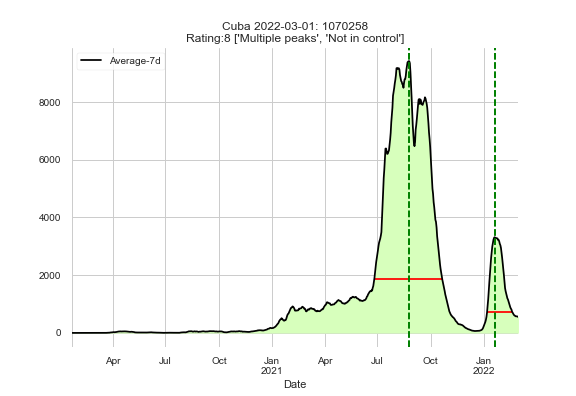 Cuba 2022-03-01: 1070258
Rating:8 ['Multiple peaks', 'Not in control']
Average-7d
8000
6000
4000
2000
0
Apr Jul Oct Jan Apr Jul Oct Jan
2021 2022
Date